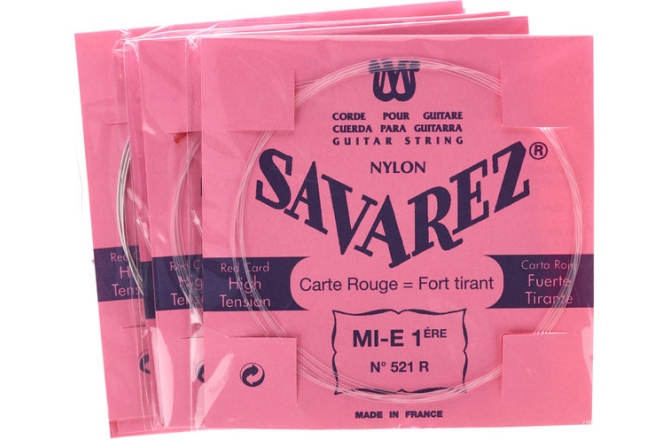 CORDE POUR GUITARE
CUERDA PARA GUITARRA
GUITAR STRING
NYLON
SAVAREZ®
Red Card
High
Tension
Carte Rouge = Fort tirant
Carta Roja
Fuerte
Tirante
MI-E 1ÉRE
N° 521 R
MADE IN FRANCE